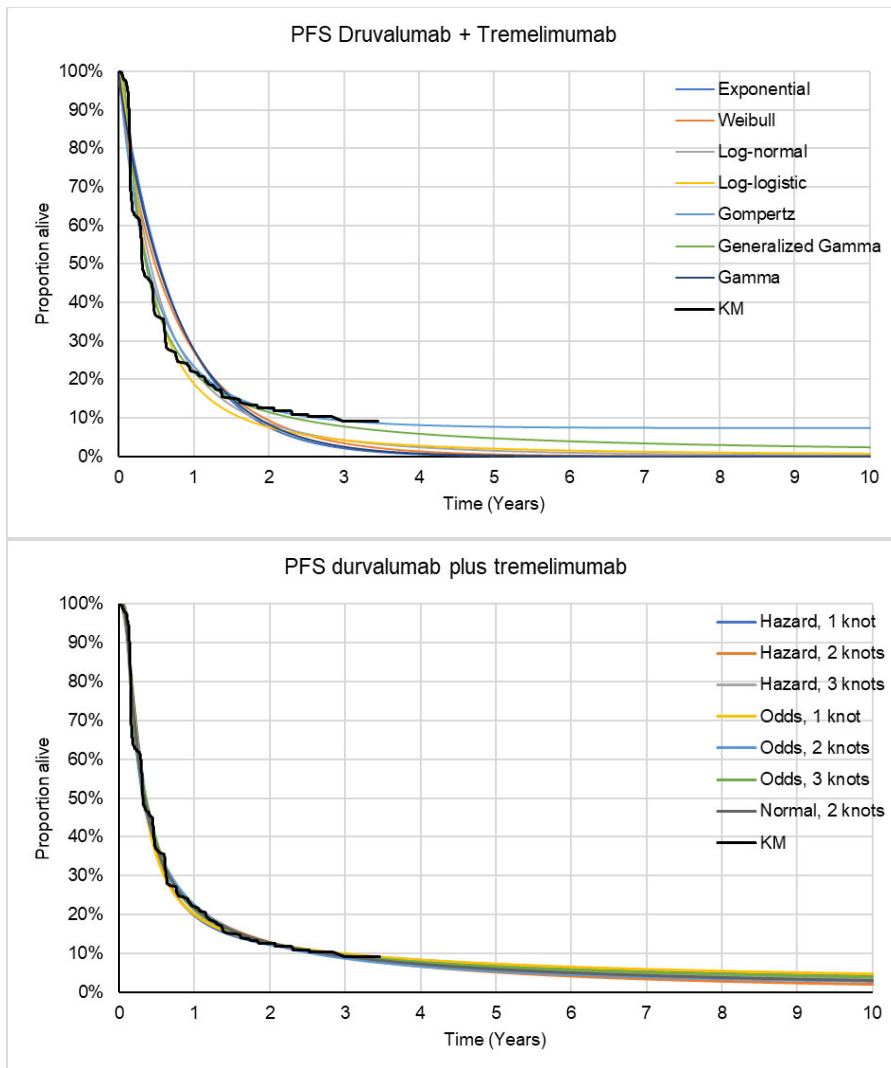 PFS Druvalumab + Tremelimumab
100%
90%
80%
70%
60%
50%
40%
30%
20%
10%
0%
Proportion alive
Exponential
Weibull
Log-normal
Log-logistic
Gompertz
Generalized Gamma
Gamma
KM
0 1 2 3 4 5 6 7 8 9 10
Time (Years)
PFS durvalumab plus tremelimumab
100%
90%
80%
70%
60%
50%
40%
30%
20%
10%
0%
Proportion alive
Hazard, 1 knot
Hazard, 2 knots
Hazard, 3 knots
Odds, 1 knot
Odds, 2 knots
Odds, 3 knots
Normal, 2 knots
KM
0 1 2 3 4 5 6 7 8 9 10
Time (Years)